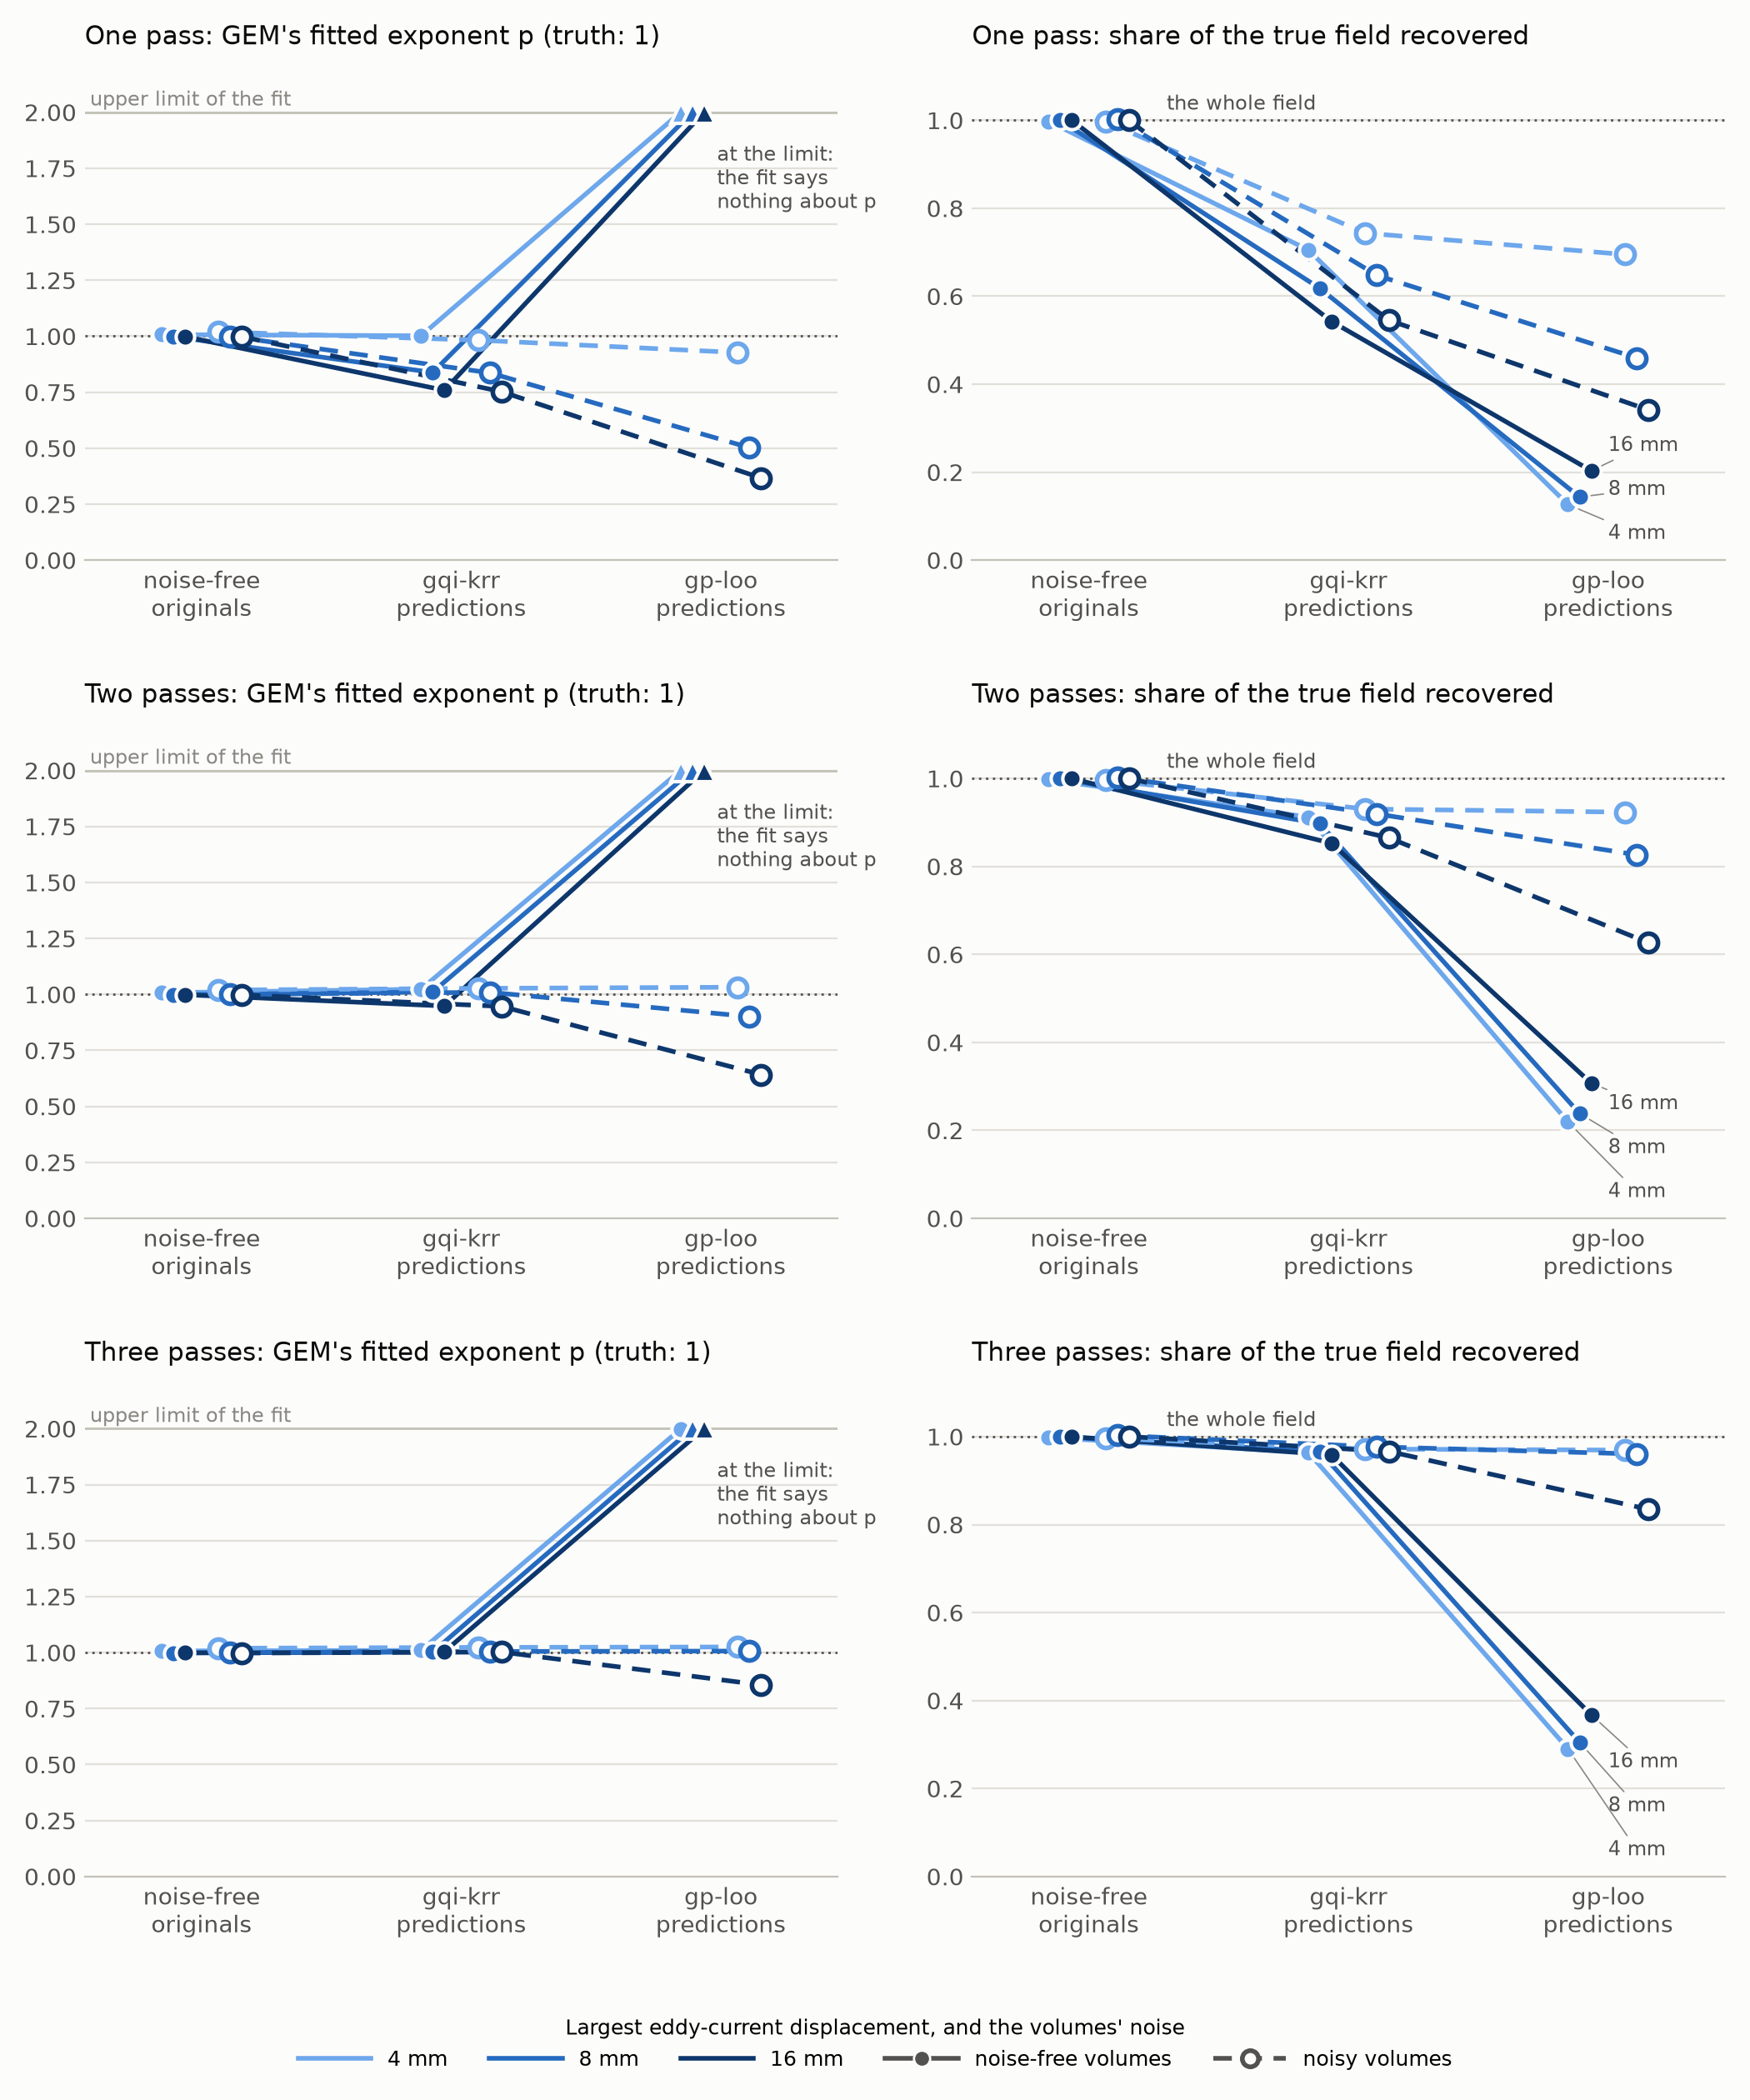 One pass: GEM's fitted exponent p (truth: 1)
upper limit of the fit
2.00
1.75
1.50
1.25
1.00
0.75
0.50
0.25
0.00
at the limit:
the fit says
nothing about p
noise-free
originals
gqi-krr
predictions
gp-loo
predictions
One pass: share of the true field recovered
the whole field
1.0
0.8
0.6
0.4
0.2
0.0
16 mm
8 mm
4 mm
noise-free
originals
gqi-krr
predictions
gp-loo
predictions
Two passes: GEM's fitted exponent p (truth: 1)
upper limit of the fit
2.00
1.75
1.50
1.25
1.00
0.75
0.50
0.25
0.00
at the limit:
the fit says
nothing about p
noise-free
originals
gqi-krr
predictions
gp-loo
predictions
Two passes: share of the true field recovered
the whole field
1.0
0.8
0.6
0.4
0.2
0.0
16 mm
8 mm
4 mm
noise-free
originals
gqi-krr
predictions
gp-loo
predictions
Three passes: GEM's fitted exponent p (truth: 1)
upper limit of the fit
2.00
1.75
1.50
1.25
1.00
0.75
0.50
0.25
0.00
at the limit:
the fit says
nothing about p
noise-free
originals
gqi-krr
predictions
gp-loo
predictions
Three passes: share of the true field recovered
the whole field
1.0
0.8
0.6
0.4
0.2
0.0
16 mm
8 mm
4 mm
noise-free
originals
gqi-krr
predictions
gp-loo
predictions
Largest eddy-current displacement, and the volumes' noise
4 mm
8 mm
16 mm
noise-free volumes
noisy volumes